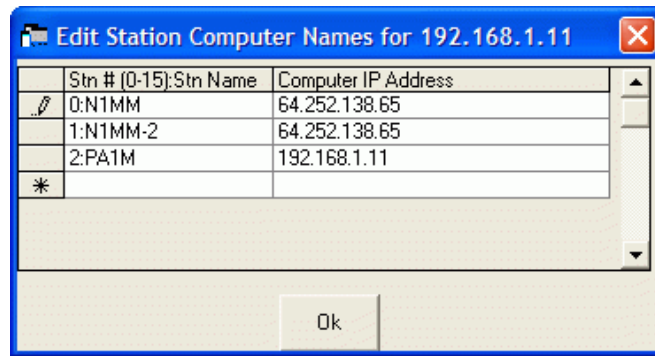 Edit Station Computer Names for 192.168.1.11
Stn # (0-15):Stn Name Computer IP Address
0:N1MM 64.252.138.65
1:N1MM-2 64.252.138.65
2:PA1M 192.168.1.11
Ok